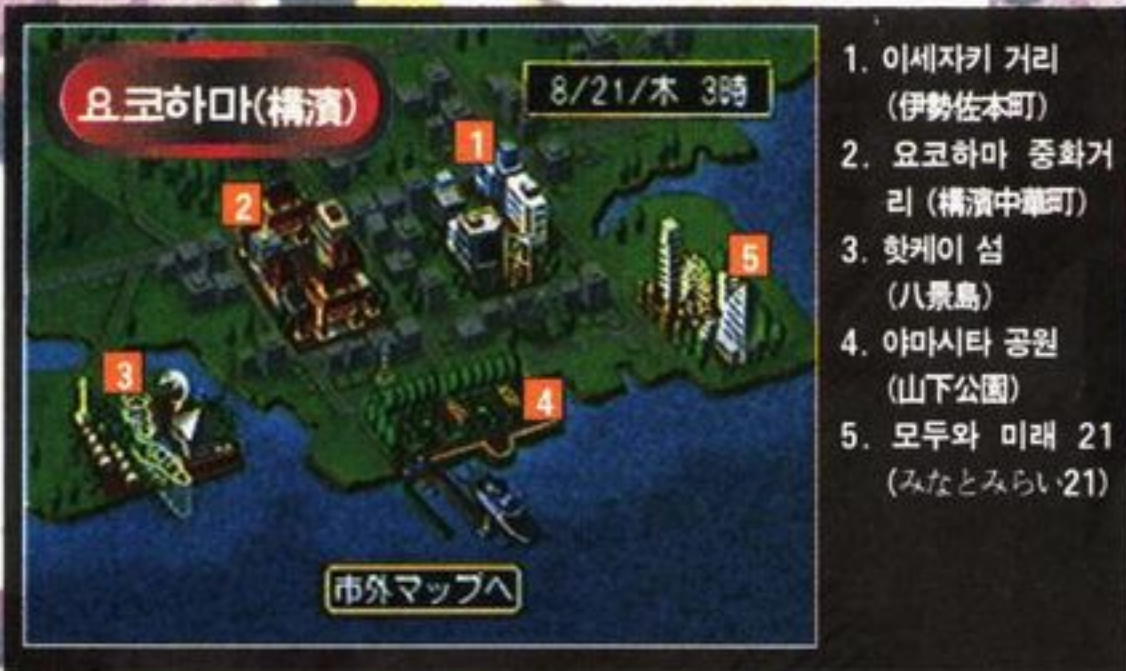 요코하마(構濱)
8/21/木 3時
1
2
3
4
5
市外マップへ
1. 이세자키 거리
(伊勢佐本町)
2. 요코하마 중화거
리 (構濱中華町)
3. 핫케이 섬
(八景島)
4. 야마시타 공원
(山下公園)
5. 모두와 미래 21
(みなとみらい21)